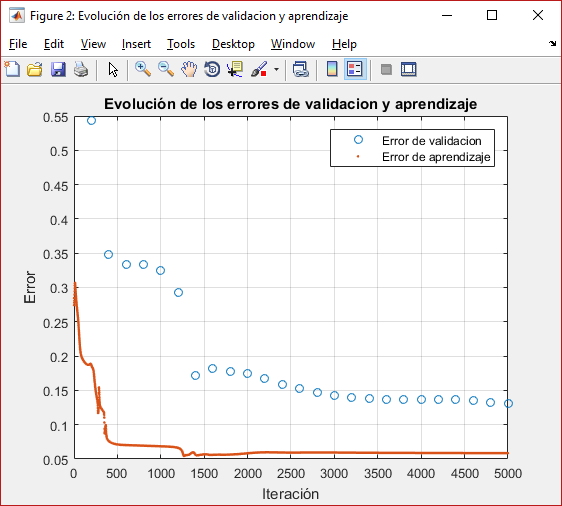 Figure 2: Evolución de los errores de validacion y aprendizaje
File Edit View Insert Tools Desktop Window Help
Evolución de los errores de validacion y aprendizaje
Error de validacion
Error de aprendizaje
0.55
0.5
0.45
0.4
0.35
0.3
0.25
0.2
0.15
0.1
0.05
Error
0 500 1000 1500 2000 2500 3000 3500 4000 4500 5000
Iteración